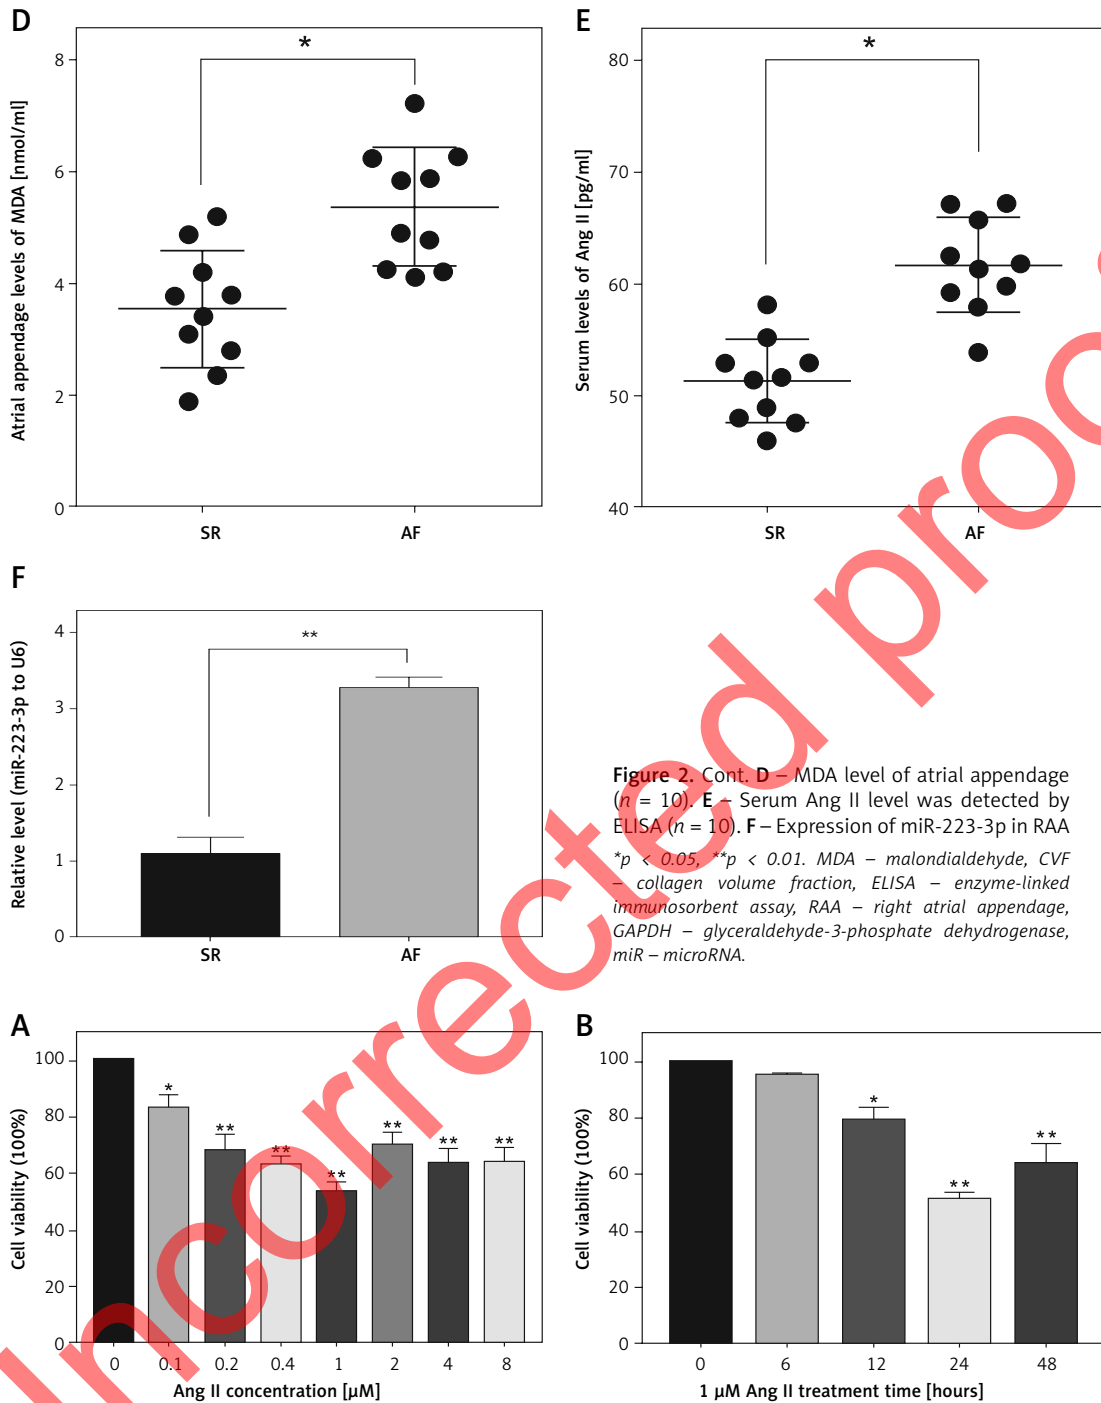 D
*
8
6
4
2
0
Atrial appendage levels of MDA [nmol/ml]
SR AF
E
*
80
70
60
50
40
Serum levels of Ang II [pg/ml]
SR AF
F
**
4
3
2
1
0
Relative level (miR-223-3p to U6)
SR AF
Figure 2. Cont. D – MDA level of atrial appendage
(n = 10). E – Serum Ang II level was detected by
ELISA (n = 10). F – Expression of miR-223-3p in RAA
*p < 0.05, **p < 0.01. MDA – malondialdehyde, CVF
– collagen volume fraction, ELISA – enzyme-linked
immunosorbent assay, RAA – right atrial appendage,
GAPDH – glyceraldehyde-3-phosphate dehydrogenase,
miR – microRNA.
A
100
80
60
40
20
0
Cell viability (100%)
* ** ** ** ** ** **
0 0.1 0.2 0.4 1 2 4 8
Ang II concentration [µM]
B
100
80
60
40
20
0
Cell viability (100%)
* ** **
0 6 12 24 48
1 µM Ang II treatment time [hours]
Incorrected proo